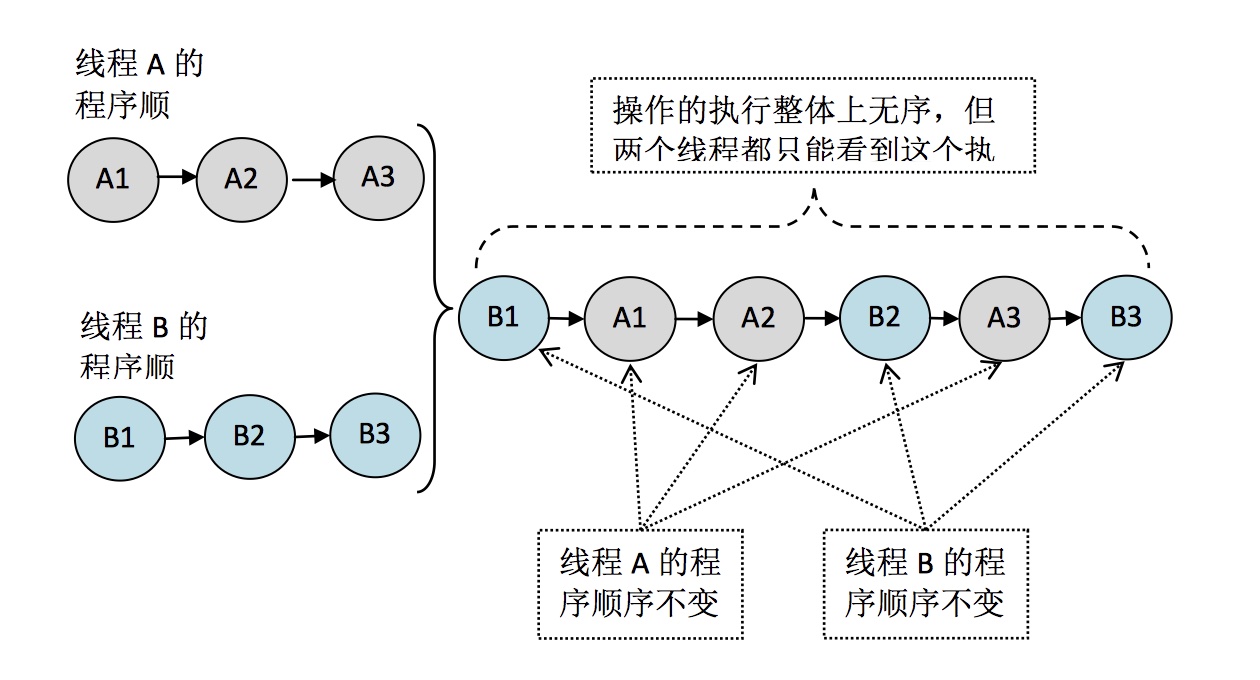 线程 A 的
程序顺
A1
A2
A3
操作的执行整体上无序，但
两个线程都只能看到这个执
线程 B 的
程序顺
B1
B2
B3
B1
A1
A2
B2
A3
B3
线程 A 的程
序顺序不变
线程 B 的程
序顺序不变